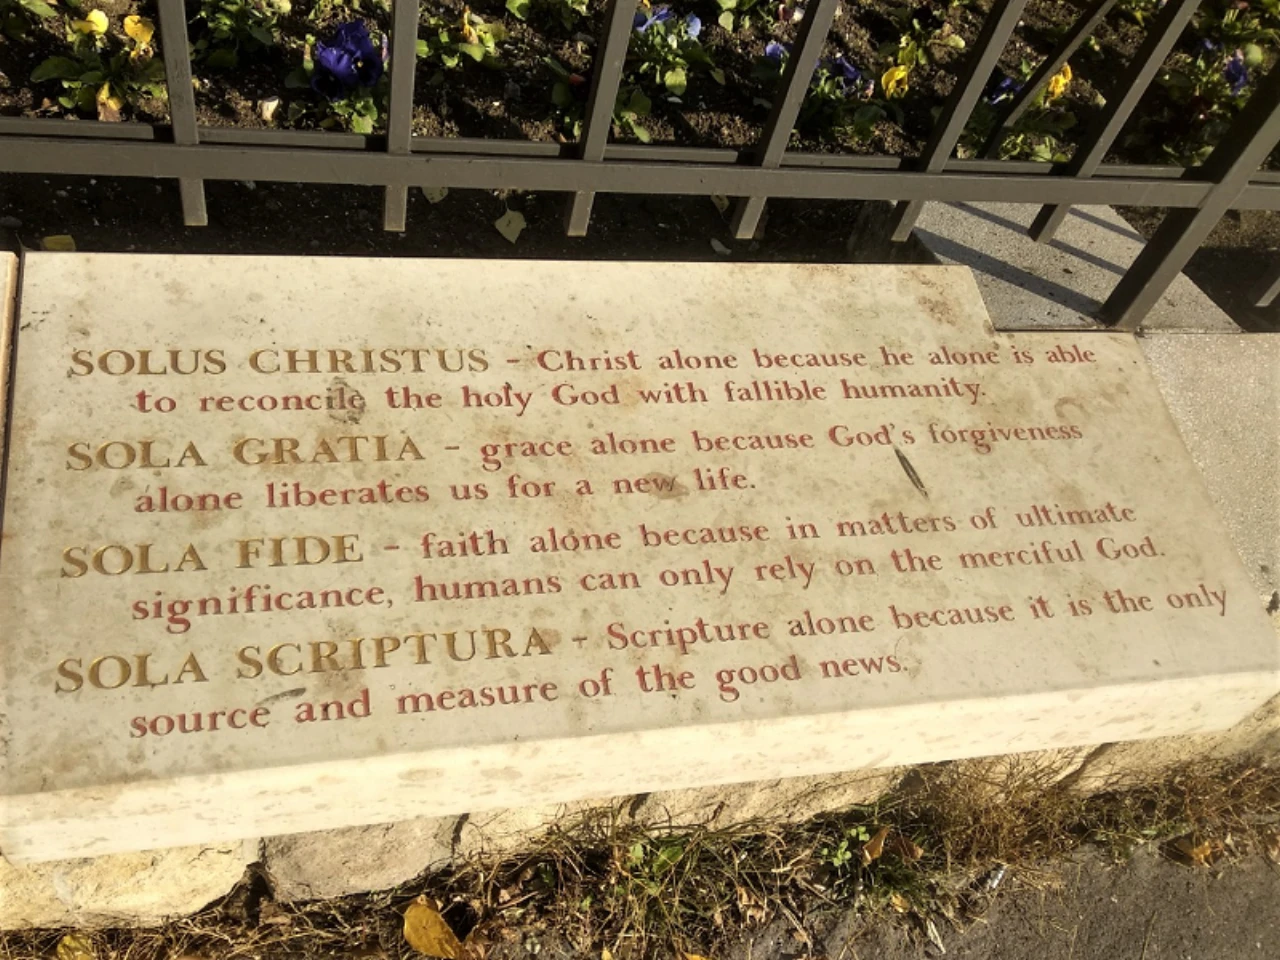 SOLUS CHRISTUS - Christ alone because he alone is able
to reconcile the holy God with fallible humanity.
SOLA GRATIA - grace alone because God's forgiveness
alone liberates us for a new life.
SOLA FIDE - faith alone because in matters of ultimate
significance, humans can only rely on the merciful God.
SOLA SCRIPTURA - Scripture alone because it is the only
source and measure of the good news.